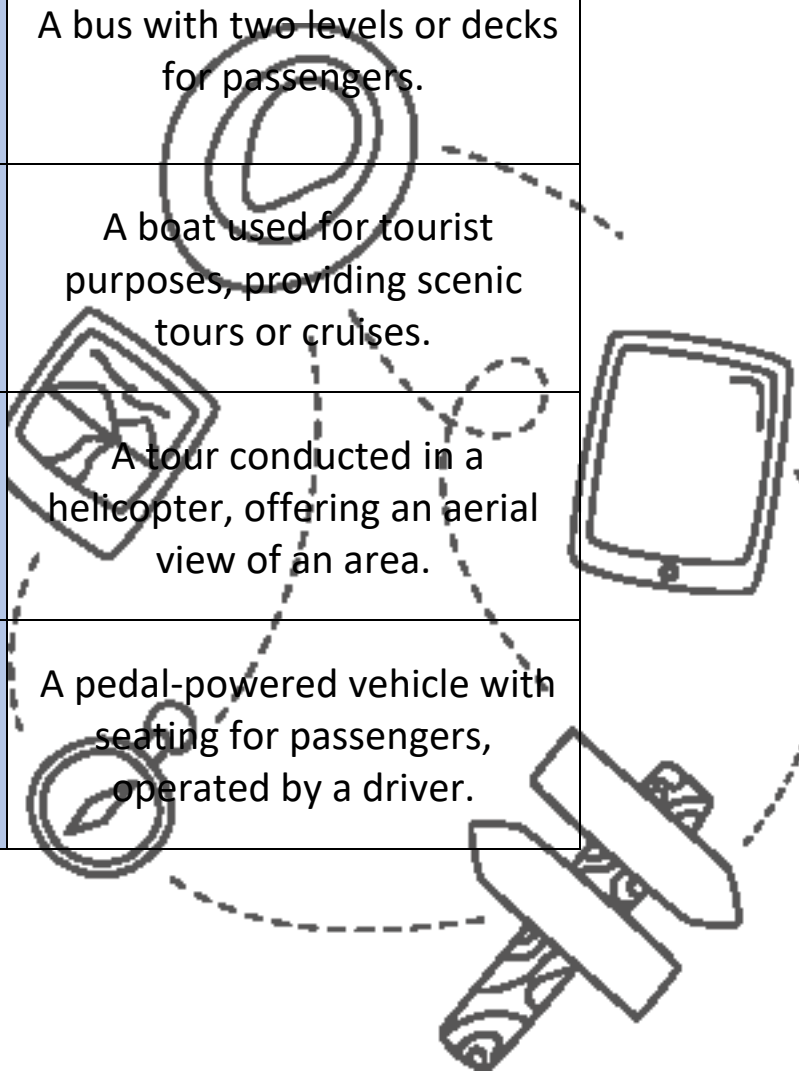 A bus with two levels or decks
for passengers.
A boat used for tourist
purposes, providing scenic
tours or cruises.
A tour conducted in a
helicopter, offering an aerial
view of an area.
A pedal-powered vehicle with
seating for passengers,
operated by a driver.